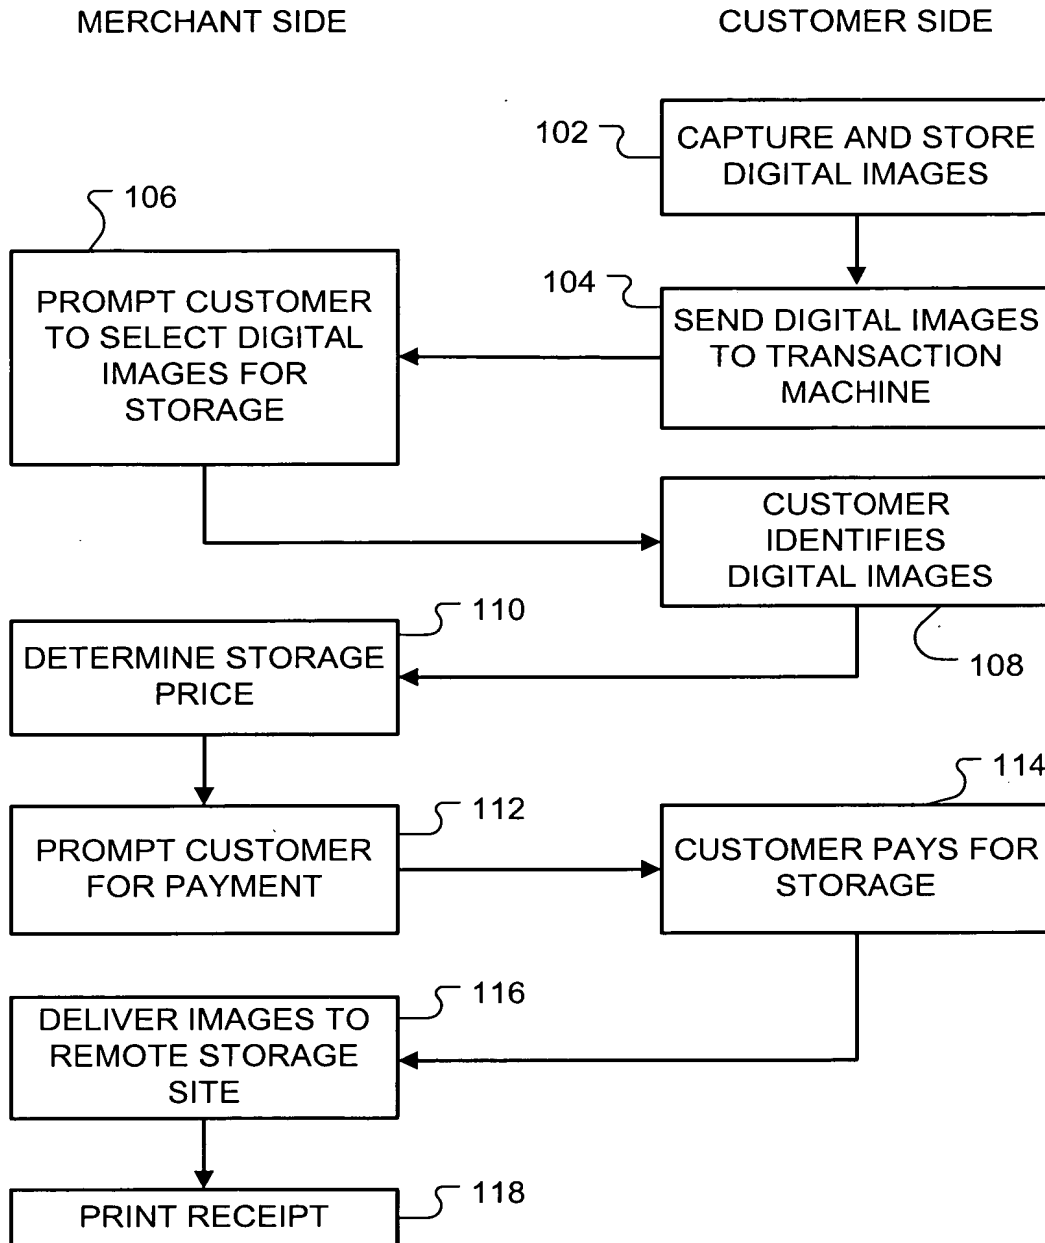 MERCHANT SIDE
CUSTOMER SIDE
102
CAPTURE AND STORE
DIGITAL IMAGES
106
PROMPT CUSTOMER
TO SELECT DIGITAL
IMAGES FOR
STORAGE
104
SEND DIGITAL IMAGES
TO TRANSACTION
MACHINE
CUSTOMER
IDENTIFIES
DIGITAL IMAGES
108
110
DETERMINE STORAGE
PRICE
112
PROMPT CUSTOMER
FOR PAYMENT
114
CUSTOMER PAYS FOR
STORAGE
116
DELIVER IMAGES TO
REMOTE STORAGE
SITE
118
PRINT RECEIPT